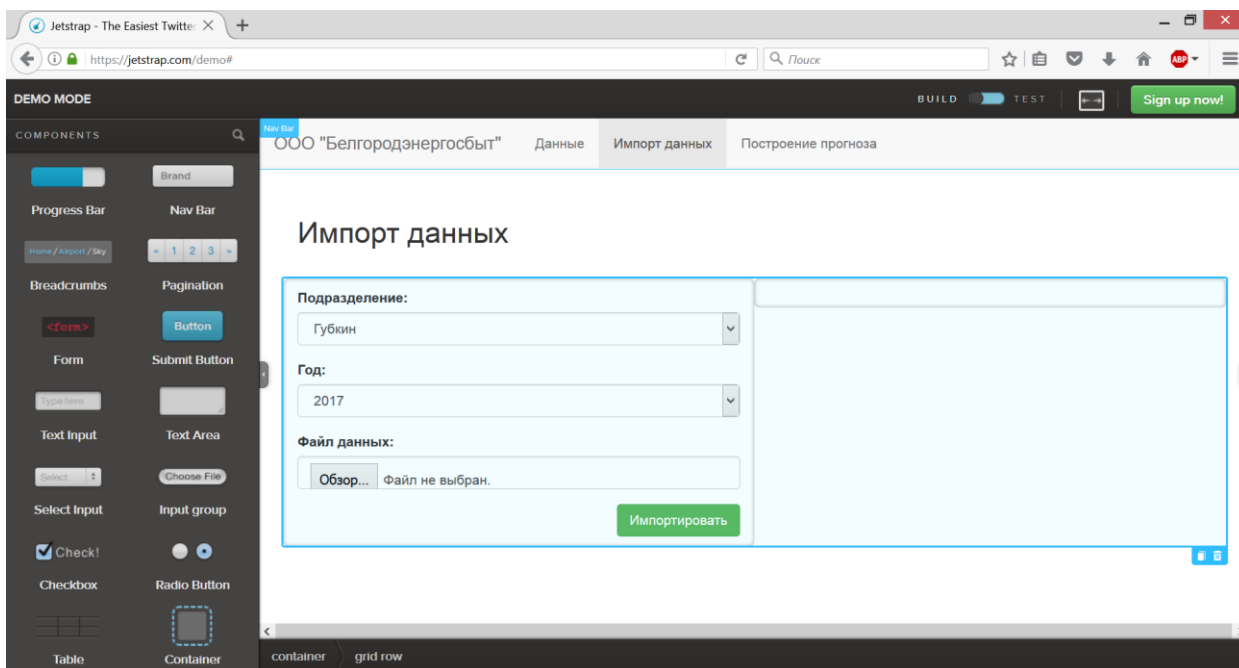 Jetstrap - The Easiest Twitter
https://jetstrap.com/demo#
Поиск
ABP
DEMO MODE
BUILD TEST
Sign up now!
COMPONENTS
Nav Bar
ООО "Белгородэнергосбыт" Данные Импорт данных Построение прогноза
Brand
Progress Bar Nav Bar
Home / Airport / Sky « 1 2 3 »
Breadcrumbs Pagination
<form> Button
Form Submit Button
Type here
Text Input Text Area
Select Choose File
Select Input Input group
Check!
Checkbox Radio Button
Table Container
Импорт данных
Подразделение:
Губкин
Год:
2017
Файл данных:
Обзор... Файл не выбран.
Импортировать
container grid row